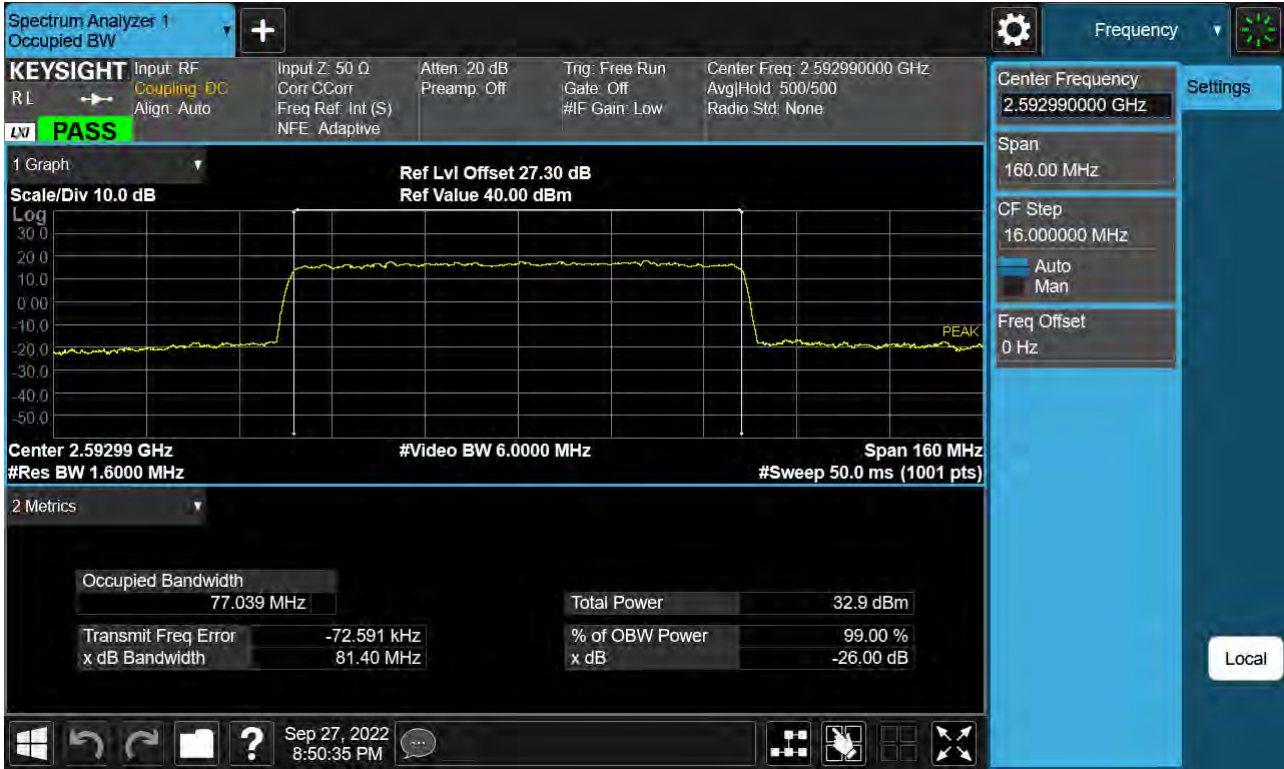 Spectrum Analyzer 1
Occupied BW
Frequency
KEYSIGHT
R L
LXI
PASS
Input: RF
Coupling: DC
Align: Auto
Input Z: 50 Ω
Corr CCorr
Freq Ref: Int (S)
NFE: Adaptive
Atten: 20 dB
Preamp: Off
Trig: Free Run
Gate: Off
#IF Gain: Low
Center Freq: 2.592990000 GHz
Avg|Hold: 500/500
Radio Std: None
1 Graph
Scale/Div 10.0 dB
Ref Lvl Offset 27.30 dB
Ref Value 40.00 dBm
Log
30.0
20.0
10.0
0.00
-10.0
-20.0
-30.0
-40.0
-50.0
PEAK
Center 2.59299 GHz
#Video BW 6.0000 MHz
Span 160 MHz
#Res BW 1.6000 MHz
#Sweep 50.0 ms (1001 pts)
2 Metrics
Occupied Bandwidth
77.039 MHz
Total Power 32.9 dBm
Transmit Freq Error -72.591 kHz
% of OBW Power 99.00 %
x dB Bandwidth 81.40 MHz
x dB -26.00 dB
Center Frequency
2.592990000 GHz
Settings
Span
160.00 MHz
CF Step
16.000000 MHz
Auto
Man
Freq Offset
0 Hz
Local
?
Sep 27, 2022
8:50:35 PM